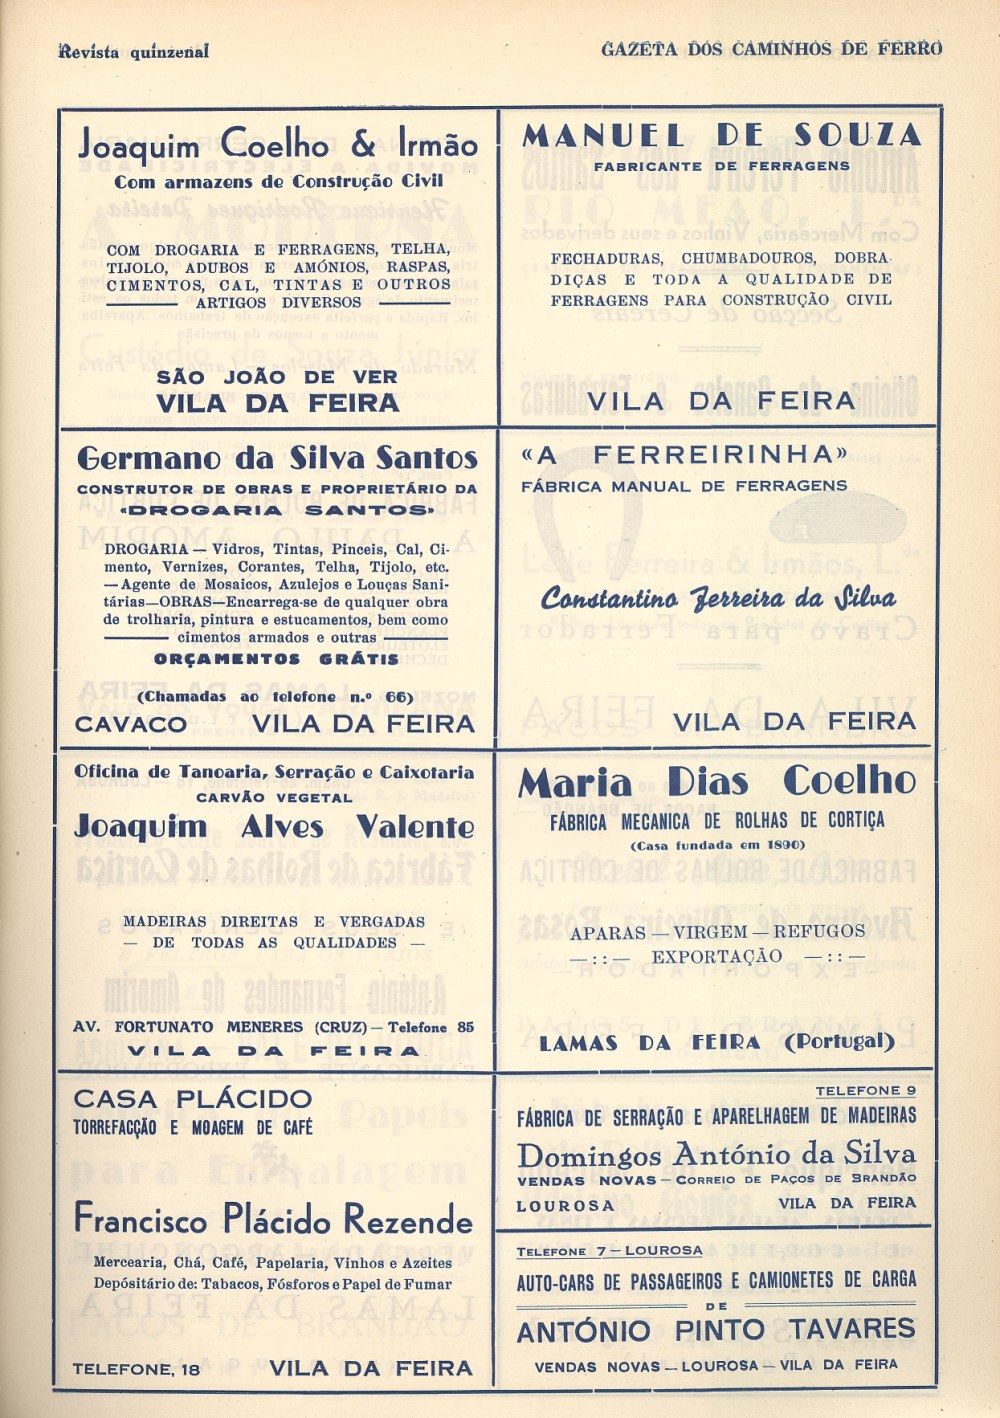 Revista quinzenal
GAZETA DOS CAMINHOS DE FERRO
Joaquim Coelho & Irmão
Com armazens de Construção Civil
COM DROGARIA E FERRAGENS, TELHA,
TIJOLO, ADUBOS E AMÓNIOS, RASPAS,
CIMENTOS, CAL, TINTAS E OUTROS
ARTIGOS DIVERSOS
SÃO JOÃO DE VER
VILA DA FEIRA
MANUEL DE SOUZA
FABRICANTE DE FERRAGENS
FECHADURAS, CHUMBADOUROS, DOBRA-
DIÇAS E TODA A QUALIDADE DE
FERRAGENS PARA CONSTRUÇÃO CIVIL
VILA DA FEIRA
Germano da Silva Santos
CONSTRUTOR DE OBRAS E PROPRIETÁRIO DA
«DROGARIA SANTOS»
DROGARIA — Vidros, Tintas, Pinceis, Cal, Ci-
mento, Vernizes, Corantes, Telha, Tijolo, etc.
—Agente de Mosaicos, Azulejos e Louças Sani-
tárias—OBRAS—Encarrega-se de qualquer obra
de trolharia, pintura e estucamentos, bem como
cimentos armados e outras
ORÇAMENTOS GRÁTIS
(Chamadas ao telefone n.º 66)
CAVACO VILA DA FEIRA
«A FERREIRINHA»
FÁBRICA MANUAL DE FERRAGENS
Constantino Ferreira da Silva
VILA DA FEIRA
Oficina de Tanoaria, Serração e Caixotaria
CARVÃO VEGETAL
Joaquim Alves Valente
MADEIRAS DIREITAS E VERGADAS
— DE TODAS AS QUALIDADES —
AV. FORTUNATO MENERES (CRUZ) — Telefone 85
VILA DA FEIRA
Maria Dias Coelho
FÁBRICA MECANICA DE ROLHAS DE CORTIÇA
(Casa fundada em 1890)
APARAS — VIRGEM — REFUGOS
—::— EXPORTAÇÃO —::—
LAMAS DA FEIRA (Portugal)
CASA PLÁCIDO
TORREFACÇÃO E MOAGEM DE CAFÉ
Francisco Plácido Rezende
Mercearia, Chá, Café, Papelaria, Vinhos e Azeites
Depósitário de: Tabacos, Fósforos e Papel de Fumar
TELEFONE, 18 VILA DA FEIRA
TELEFONE 9
FÁBRICA DE SERRAÇÃO E APARELHAGEM DE MADEIRAS
Domingos António da Silva
VENDAS NOVAS — CORREIO DE PAÇOS DE BRANDÃO
LOUROSA VILA DA FEIRA
TELEFONE 7 — LOUROSA
AUTO-CARS DE PASSAGEIROS E CAMIONETES DE CARGA
DE
ANTÓNIO PINTO TAVARES
VENDAS NOVAS — LOUROSA — VILA DA FEIRA